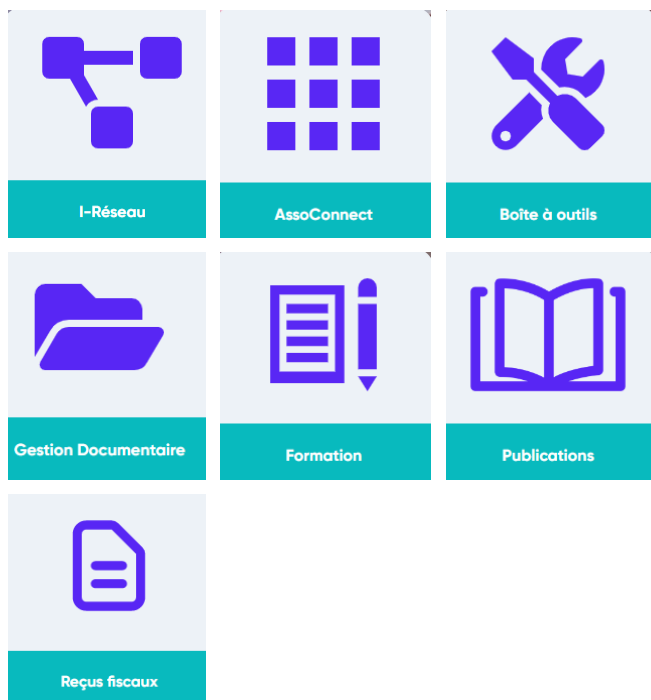 I-Réseau
AssoConnect
Boîte à outils
Gestion Documentaire
Formation
Publications
Reçus fiscaux